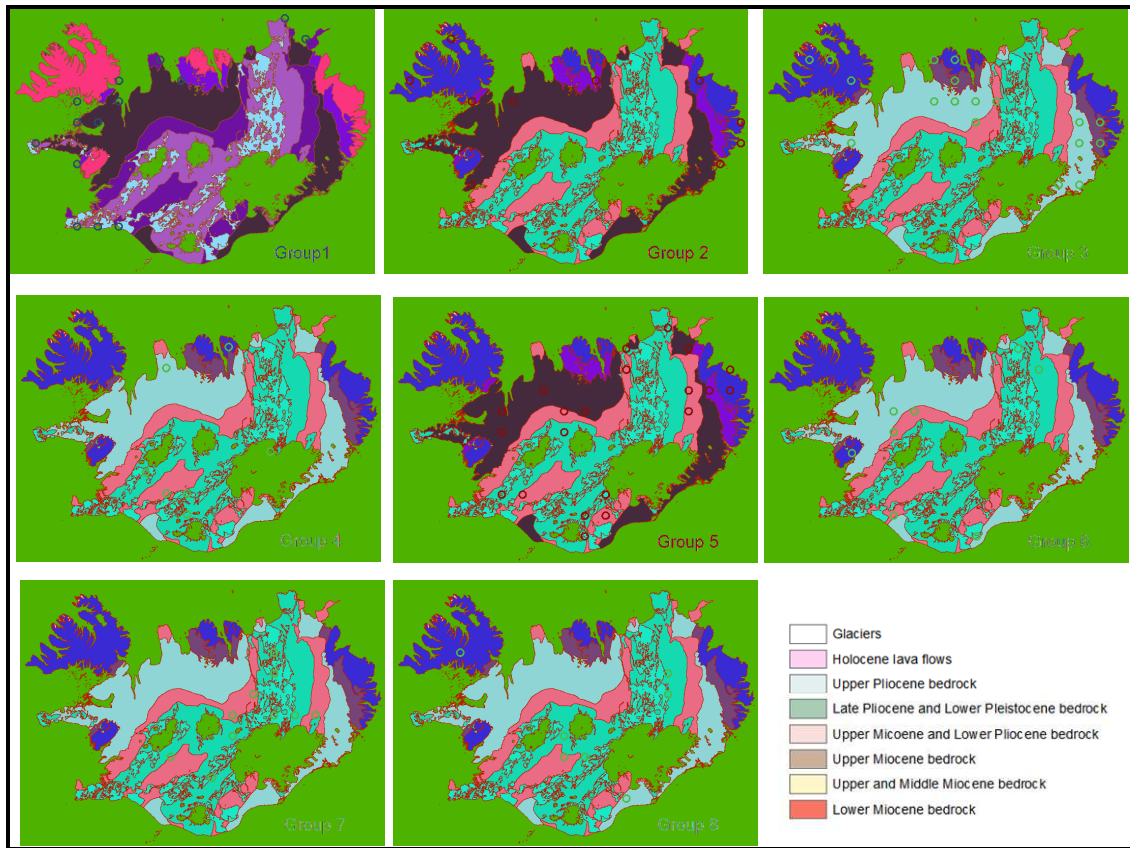 Group1
Group 2
Group 3
Group 4
Group 5
Group 6
Group 7
Group 8
Glaciers
Holocene lava flows
Upper Pliocene bedrock
Late Pliocene and Lower Pleistocene bedrock
Upper Micoene and Lower Pliocene bedrock
Upper Miocene bedrock
Upper and Middle Miocene bedrock
Lower Miocene bedrock